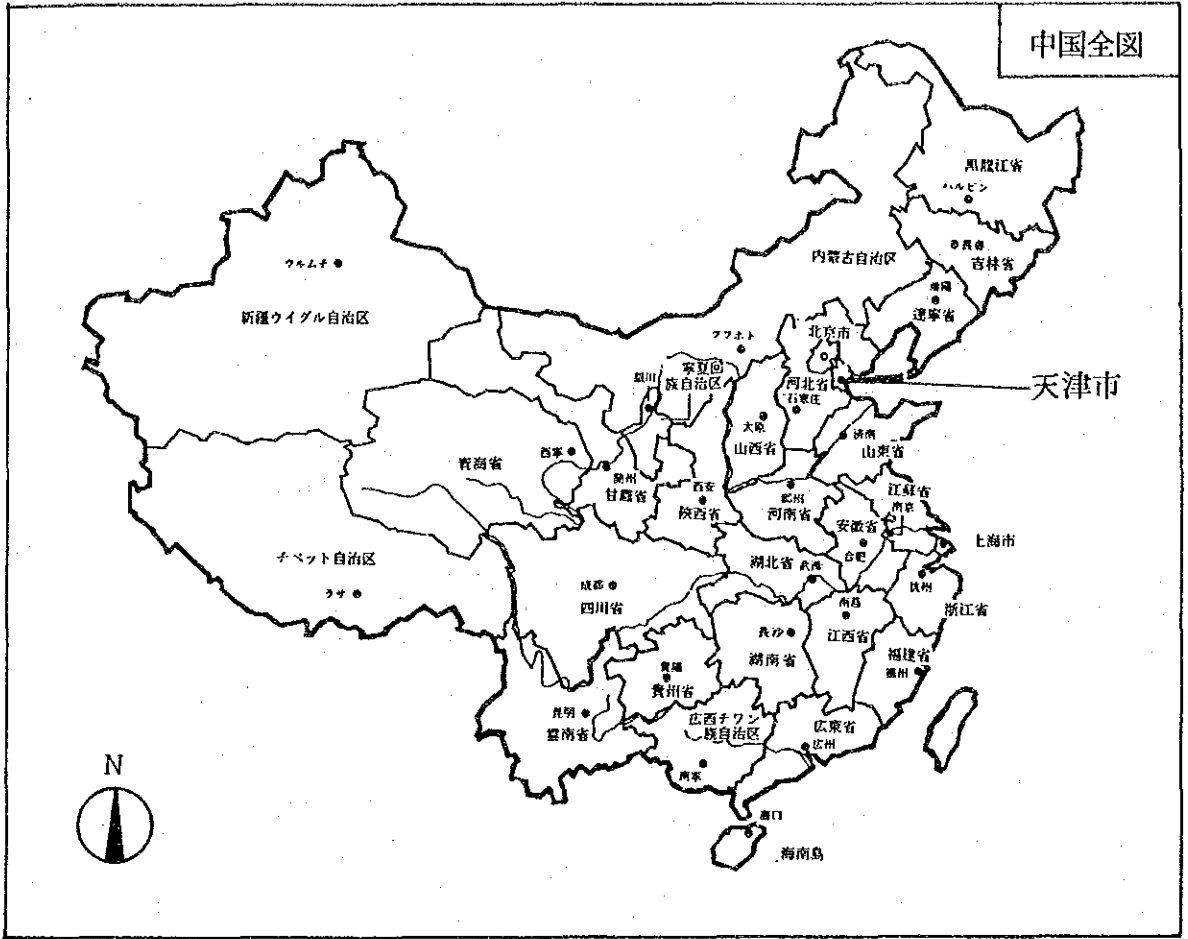 中国全図
黒龍江省
ハルビン
長春
吉林省
瀋陽
遼寧省
内蒙古自治区
ウルムチ
新疆ウイグル自治区
フフホト
北京市
天津市
銀川
寧夏回
族自治区
河北省
石家庄
太原
山西省
済南
山東省
西寧
青海省
蘭州
甘粛省
西安
陝西省
鄭州
河南省
江蘇省
南京
安徽省
合肥
上海市
チベット自治区
ラサ
成都
四川省
湖北省
武漢
杭州
浙江省
南昌
江西省
長沙
湖南省
福建省
福州
貴陽
貴州省
昆明
雲南省
広西チワン
族自治区
南寧
広東省
広州
海口
海南島
N